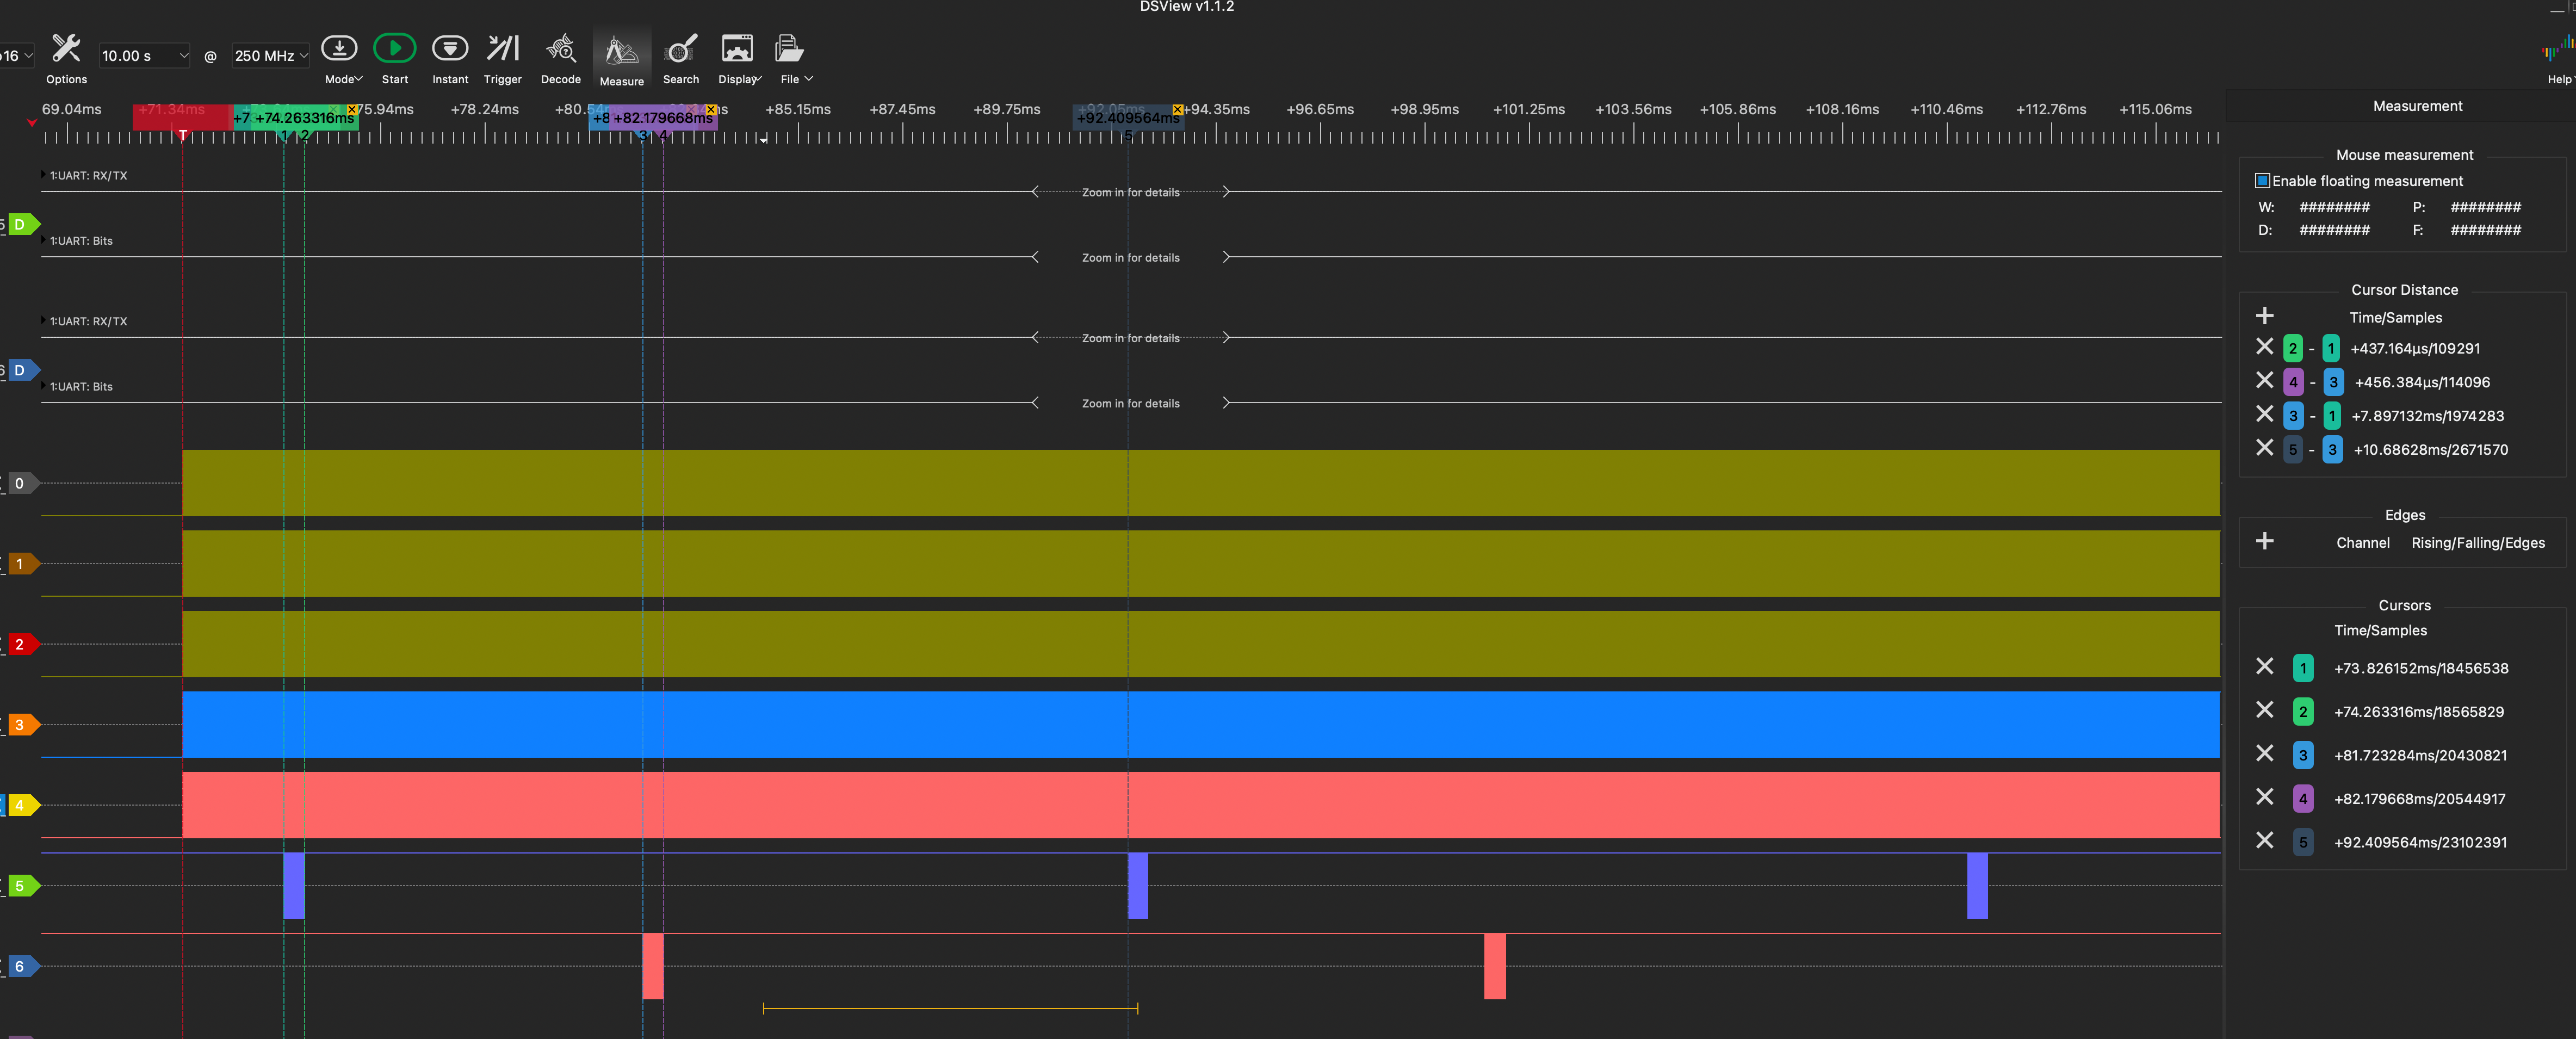 DSView v1.1.2
16
10.00 s
@
250 MHz
Options
Mode
Start
Instant
Trigger
Decode
Measure
Search
Display
File
Help
69.04ms +71.34ms +75.94ms +78.24ms +80.54ms +85.15ms +87.45ms +89.75ms +92.05ms +94.35ms +96.65ms +98.95ms +101.25ms +103.56ms +105.86ms +108.16ms +110.46ms +112.76ms +115.06ms
+74.263316ms +82.179668ms +92.409564ms
T 1 2 3 4 5
1:UART: RX/TX
Zoom in for details
D
1:UART: Bits
Zoom in for details
1:UART: RX/TX
Zoom in for details
D
1:UART: Bits
Zoom in for details
0
1
2
3
4
5
6
Measurement
Mouse measurement
Enable floating measurement
W: ######## P: ########
D: ######## F: ########
Cursor Distance
Time/Samples
2 - 1 +437.164µs/109291
4 - 3 +456.384µs/114096
3 - 1 +7.897132ms/1974283
5 - 3 +10.68628ms/2671570
Edges
Channel Rising/Falling/Edges
Cursors
Time/Samples
1 +73.826152ms/18456538
2 +74.263316ms/18565829
3 +81.723284ms/20430821
4 +82.179668ms/20544917
5 +92.409564ms/23102391